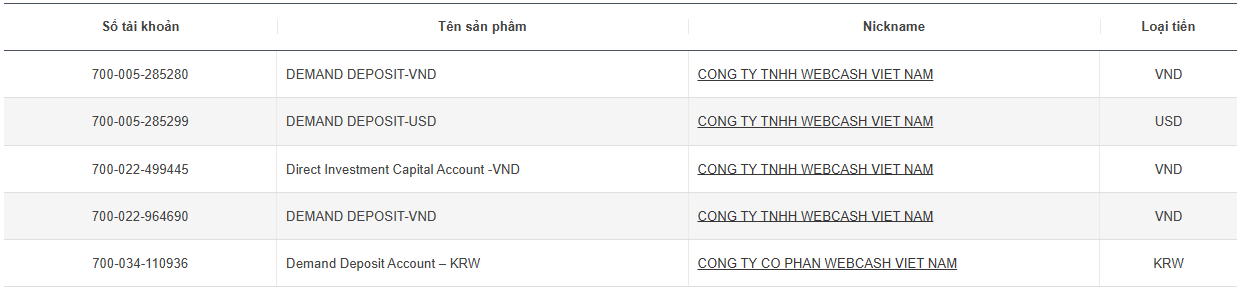 Số tài khoản Tên sản phẩm Nickname Loại tiền
700-005-285280 DEMAND DEPOSIT-VND CONG TY TNHH WEBCASH VIET NAM VND
700-005-285299 DEMAND DEPOSIT-USD CONG TY TNHH WEBCASH VIET NAM USD
700-022-499445 Direct Investment Capital Account -VND CONG TY TNHH WEBCASH VIET NAM VND
700-022-964690 DEMAND DEPOSIT-VND CONG TY TNHH WEBCASH VIET NAM VND
700-034-110936 Demand Deposit Account – KRW CONG TY CO PHAN WEBCASH VIET NAM KRW